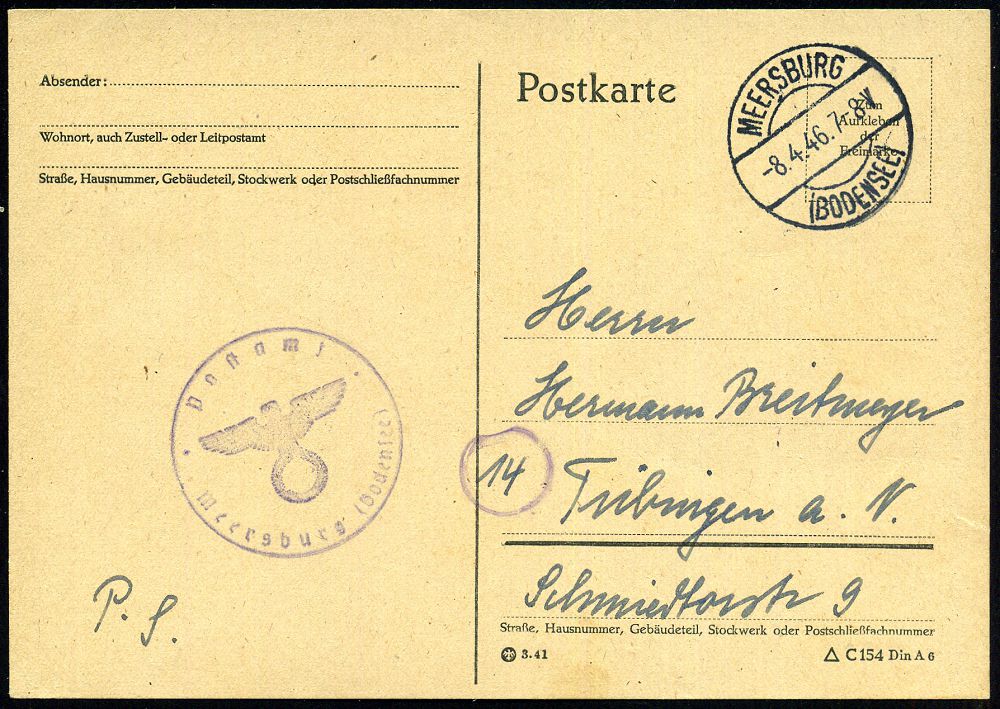 Absender:
Wohnort, auch Zustell- oder Leitpostamt
Straße, Hausnummer, Gebäudeteil, Stockwerk oder Postschließfachnummer
Postamt
Meersburg (Bodensee)
P. S.
Postkarte
MEERSBURG
-8.4.46.7-8V
(BODENSEE)
Zum
Aufkleben
der
Freimarke
Herrn
Hermann Breitmeyer
14 Tübingen a. N.
Schmiedtorstr 9
Straße, Hausnummer, Gebäudeteil, Stockwerk oder Postschließfachnummer
3.41
C 154 Din A 6